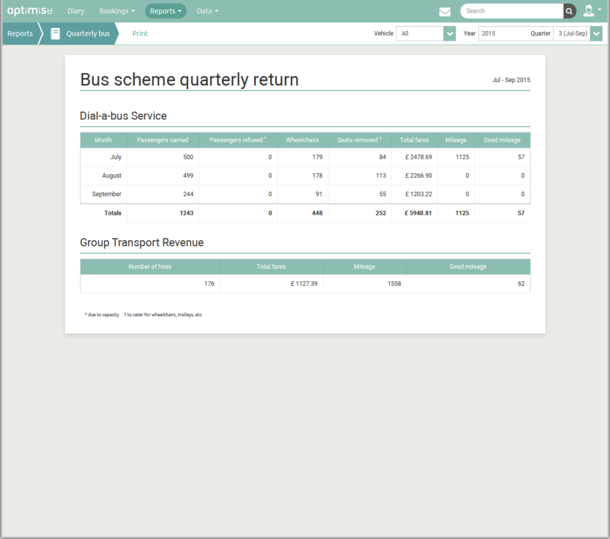 optimise Diary Bookings Reports Data Search
Reports Quarterly bus Print Vehicle All Year 2015 Quarter 3 (Jul-Sep)
Bus scheme quarterly return Jul - Sep 2015
Dial-a-bus Service
Month Passengers carried Passengers refused * Wheelchairs Seats removed † Total fares Mileage Dead mileage
July 500 0 179 84 £ 2478.69 1125 57
August 499 0 178 113 £ 2266.90 0 0
September 244 0 91 55 £ 1203.22 0 0
Totals 1243 0 448 252 £ 5948.81 1125 57
Group Transport Revenue
Number of hires Total fares Mileage Dead mileage
176 £ 1127.39 1558 62
* due to capacity † to cater for wheelchairs, trolleys, etc